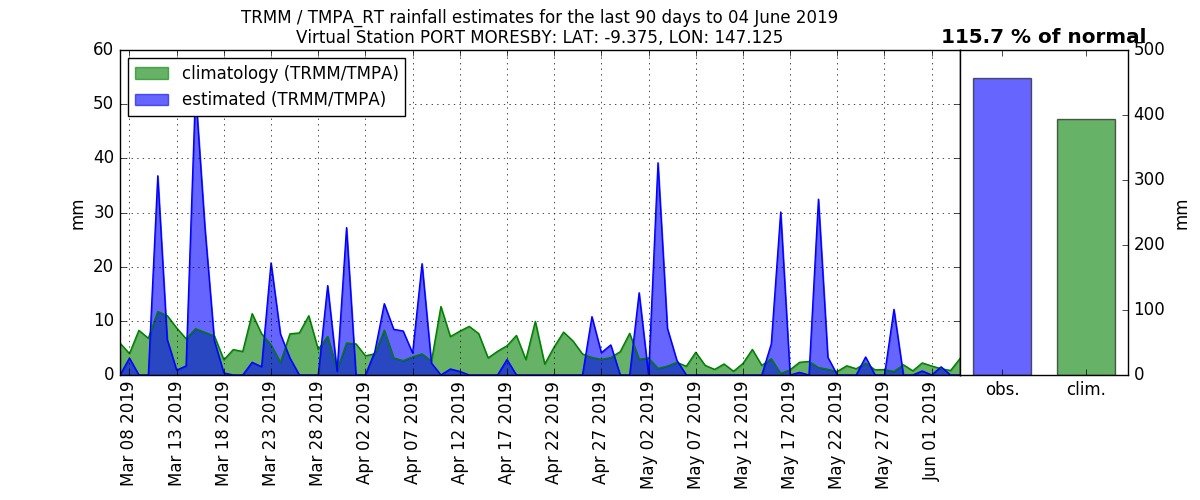 TRMM / TMPA_RT rainfall estimates for the last 90 days to 04 June 2019
Virtual Station PORT MORESBY: LAT: -9.375, LON: 147.125
115.7 % of normal
climatology (TRMM/TMPA)
estimated (TRMM/TMPA)
60
50
40
30
20
10
0
mm
500
400
300
200
100
0
mm
obs.
clim.
Mar 08 2019
Mar 13 2019
Mar 18 2019
Mar 23 2019
Mar 28 2019
Apr 02 2019
Apr 07 2019
Apr 12 2019
Apr 17 2019
Apr 22 2019
Apr 27 2019
May 02 2019
May 07 2019
May 12 2019
May 17 2019
May 22 2019
May 27 2019
Jun 01 2019